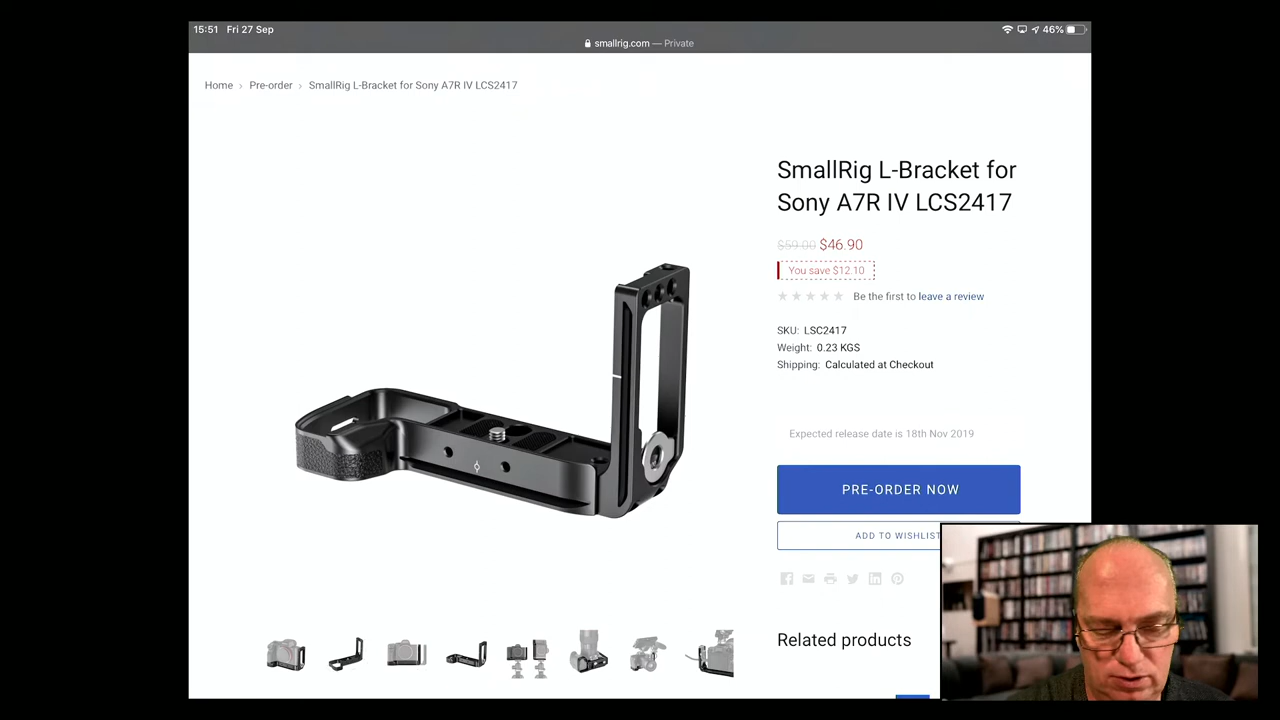 15:51 Fri 27 Sep
46%
smallrig.com — Private
Home › Pre-order › SmallRig L-Bracket for Sony A7R IV LCS2417
SmallRig L-Bracket for
Sony A7R IV LCS2417
$59.00 $46.90
You save $12.10
Be the first to leave a review
SKU: LSC2417
Weight: 0.23 KGS
Shipping: Calculated at Checkout
Expected release date is 18th Nov 2019
PRE-ORDER NOW
ADD TO WISHLIST
Related products